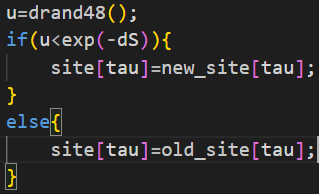 u=drand48();
if(u<exp(-dS)){
    site[tau]=new_site[tau];
}
else{
    site[tau]=old_site[tau];
}